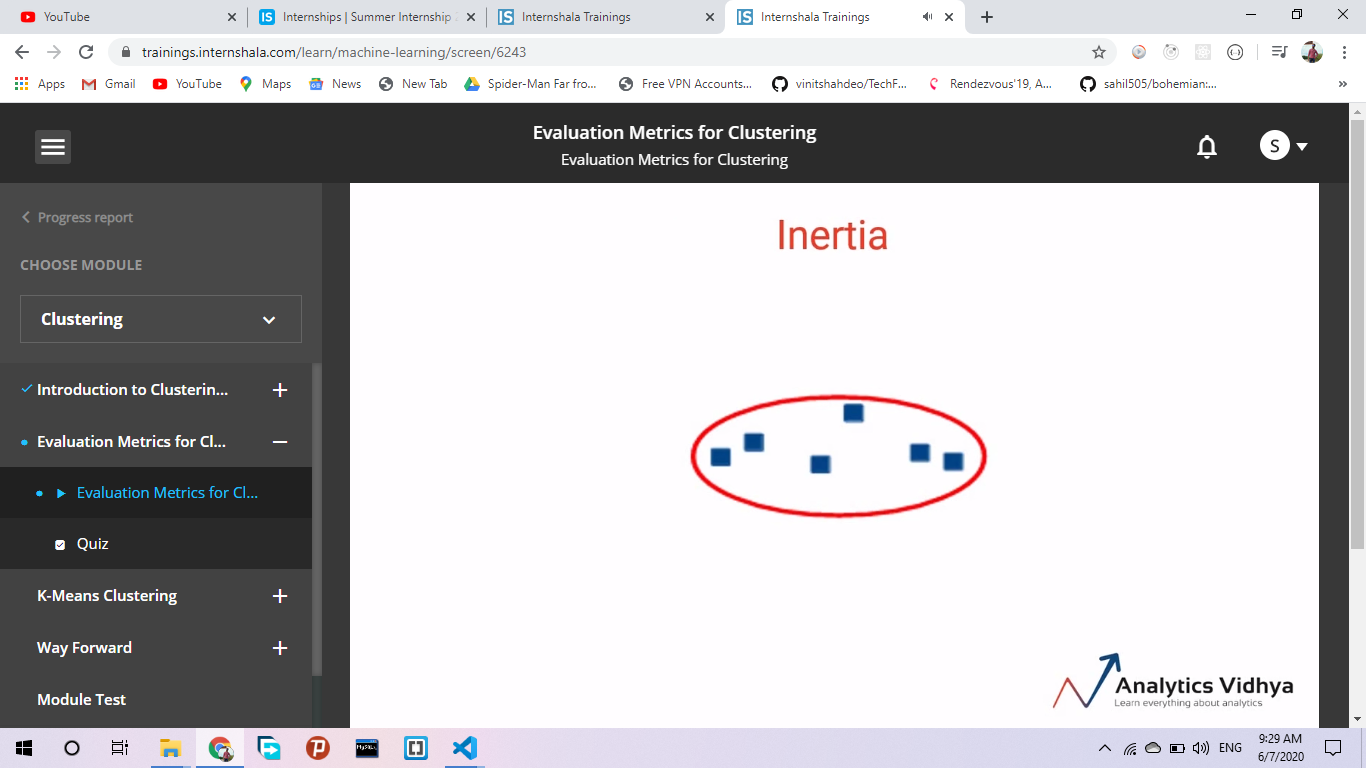 YouTube
Internships | Summer Internship
Internshala Trainings
Internshala Trainings
trainings.internshala.com/learn/machine-learning/screen/6243
Apps
Gmail
YouTube
Maps
News
New Tab
Spider-Man Far fro...
Free VPN Accounts...
vinitshahdeo/TechF...
Rendezvous'19, A...
sahil505/bohemian:...
»
Evaluation Metrics for Clustering
Evaluation Metrics for Clustering
S
Progress report
CHOOSE MODULE
Clustering
Introduction to Clusterin...
Evaluation Metrics for Cl...
Evaluation Metrics for Cl...
Quiz
K-Means Clustering
Way Forward
Module Test
Inertia
Analytics Vidhya
Learn everything about analytics
MySQL
ENG
9:29 AM
6/7/2020